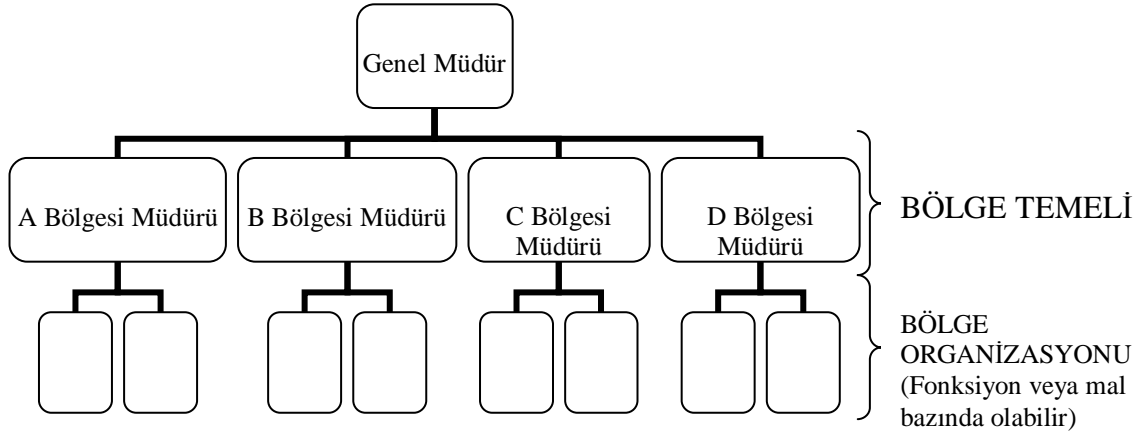 Genel Müdür
A Bölgesi Müdürü
B Bölgesi Müdürü
C Bölgesi
Müdürü
D Bölgesi
Müdürü
BÖLGE TEMELİ
BÖLGE
ORGANİZASYONU
(Fonksiyon veya mal
bazında olabilir)